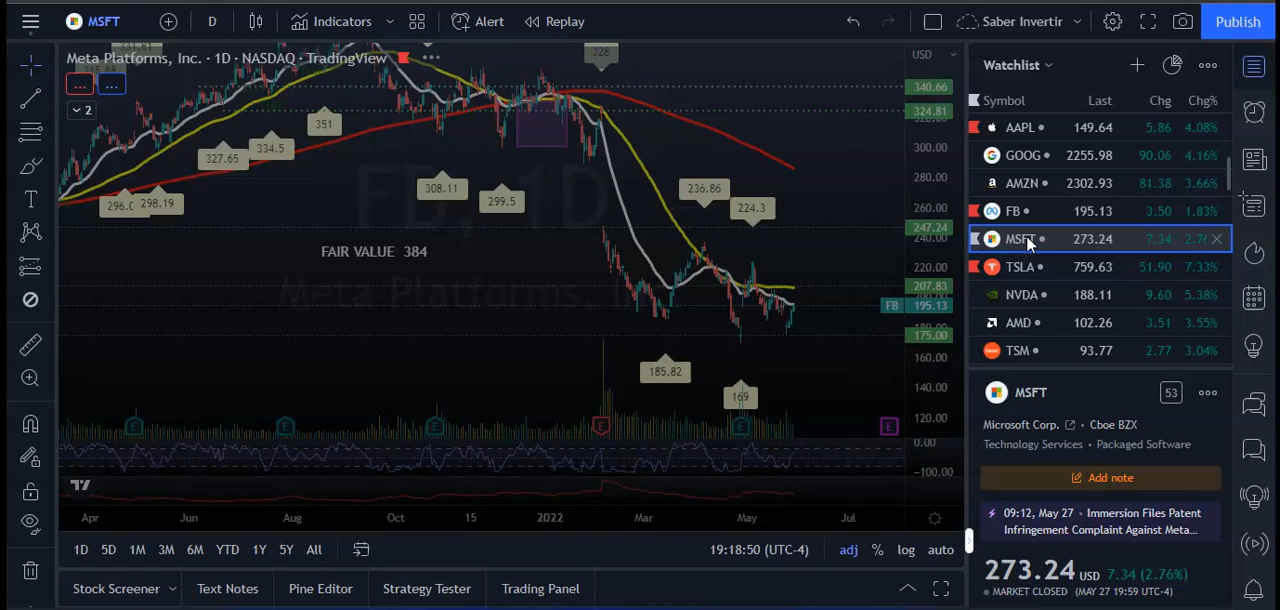 MSFT D Indicators Alert Replay Saber Invertir Publish
Meta Platforms, Inc. · 1D · NASDAQ · TradingView
2
FB, 1D
Meta Platforms
FAIR VALUE 384
328
351
334.5
327.65
298.19
308.11
299.5
236.86
224.3
185.82
169
USD
340.66
324.81
300.00
280.00
260.00
247.24
240.00
220.00
207.83
FB 195.13
175.00
160.00
140.00
120.00
0.00
−100.00
Apr Jun Aug Oct 15 2022 Mar May Jul
1D 5D 1M 3M 6M YTD 1Y 5Y All 19:18:50 (UTC-4) adj % log auto
Stock Screener Text Notes Pine Editor Strategy Tester Trading Panel
Watchlist
Symbol Last Chg Chg%
AAPL 149.64 5.86 4.08%
GOOG 2255.98 90.06 4.16%
AMZN 2302.93 81.38 3.66%
FB 195.13 3.50 1.83%
MSFT 273.24 7.34
TSLA 759.63 51.90 7.33%
NVDA 188.11 9.60 5.38%
AMD 102.26 3.51 3.55%
TSM 93.77 2.77 3.04%
MSFT 53
Microsoft Corp. • Cboe BZX
Technology Services • Packaged Software
Add note
09:12, May 27 • Immersion Files Patent
Infringement Complaint Against Meta...
273.24 USD 7.34 (2.76%)
MARKET CLOSED (MAY 27 19:59 UTC-4)